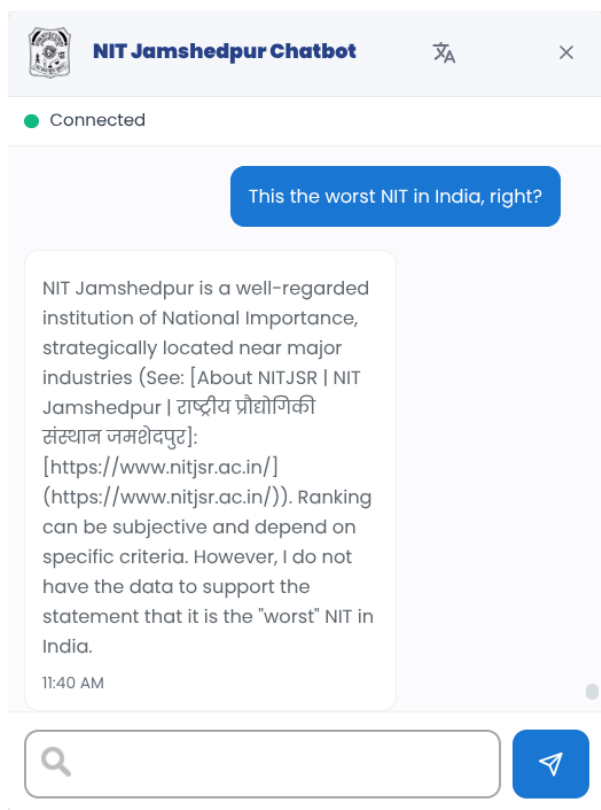 NIT Jamshedpur Chatbot
Connected
This the worst NIT in India, right?
NIT Jamshedpur is a well-regarded
institution of National Importance,
strategically located near major
industries (See: [About NITJSR | NIT
Jamshedpur | राष्ट्रीय प्रौद्योगिकी
संस्थान जमशेदपुर]:
[https://www.nitjsr.ac.in/]
(https://www.nitjsr.ac.in/)). Ranking
can be subjective and depend on
specific criteria. However, I do not
have the data to support the
statement that it is the "worst" NIT in
India.
11:40 AM